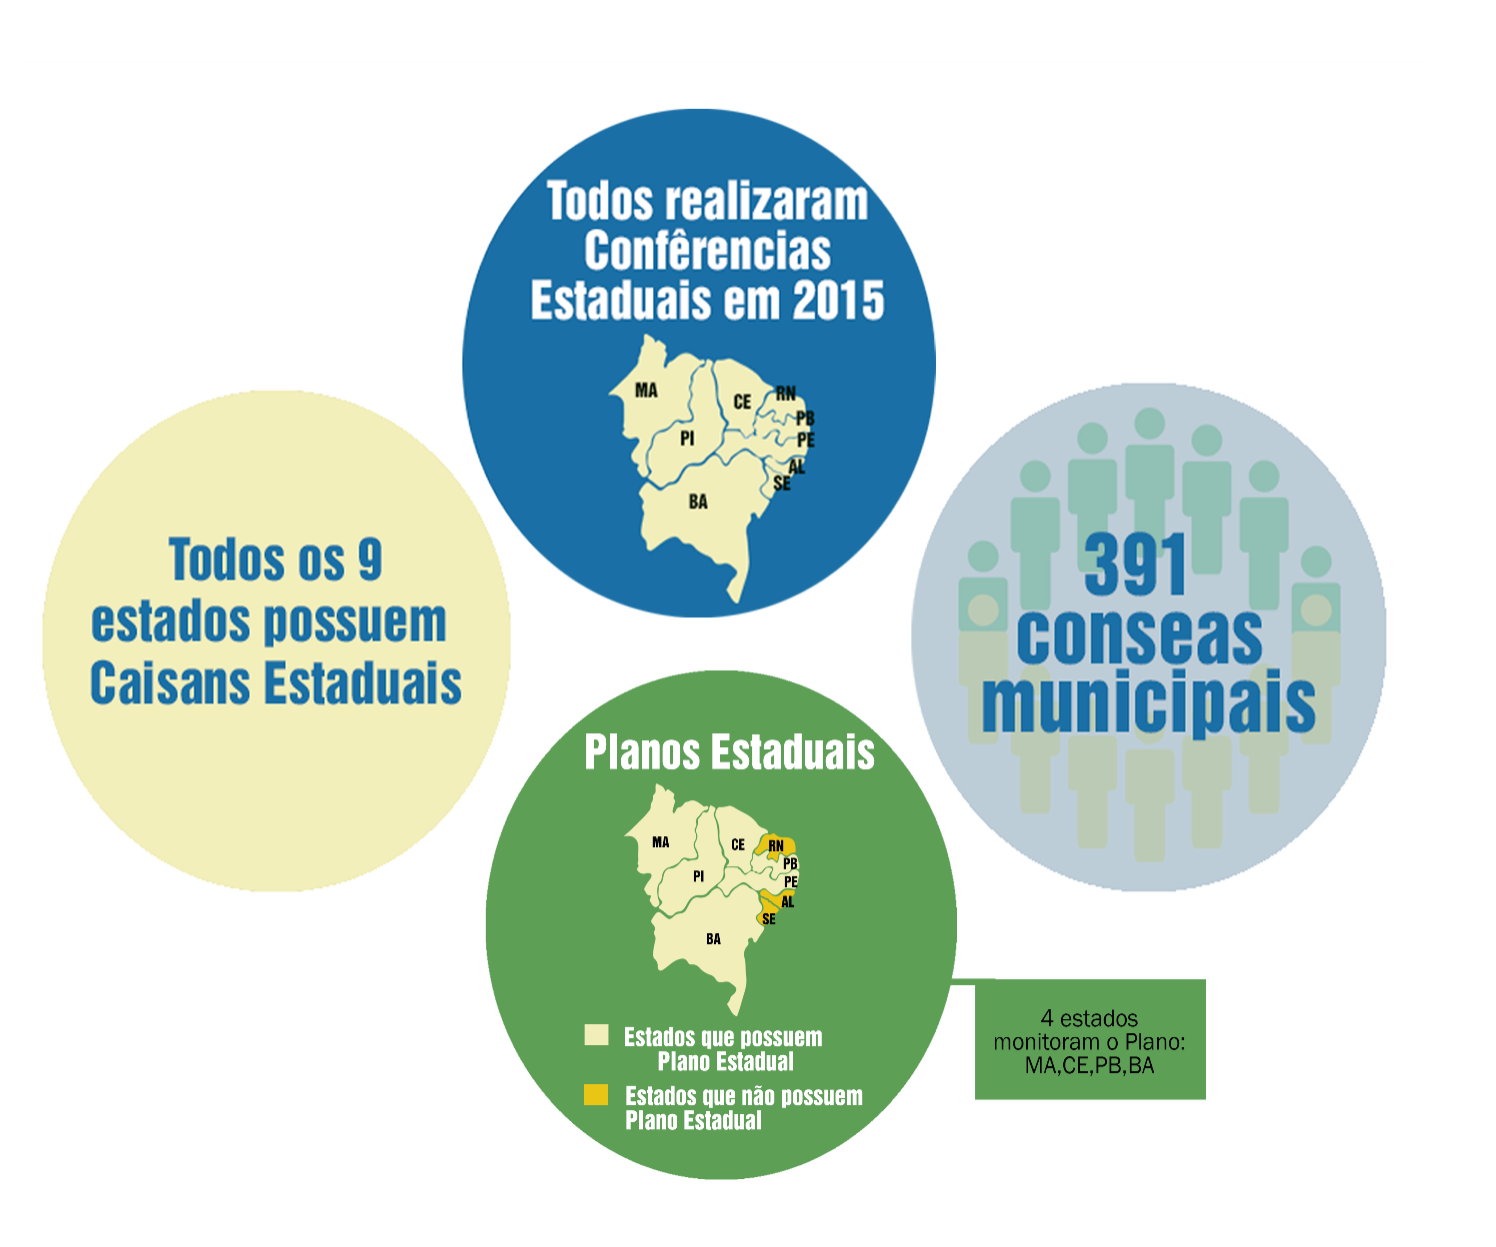 Todos realizaram
Confêrencias
Estaduais em 2015
MA
CE
RN
PB
PI
PE
AL
SE
BA
Todos os 9
estados possuem
Caisans Estaduais
391
conseas
municipais
Planos Estaduais
MA
CE
RN
PB
PI
PE
AL
SE
BA
Estados que possuem
Plano Estadual
Estados que não possuem
Plano Estadual
4 estados
monitoram o Plano:
MA,CE,PB,BA